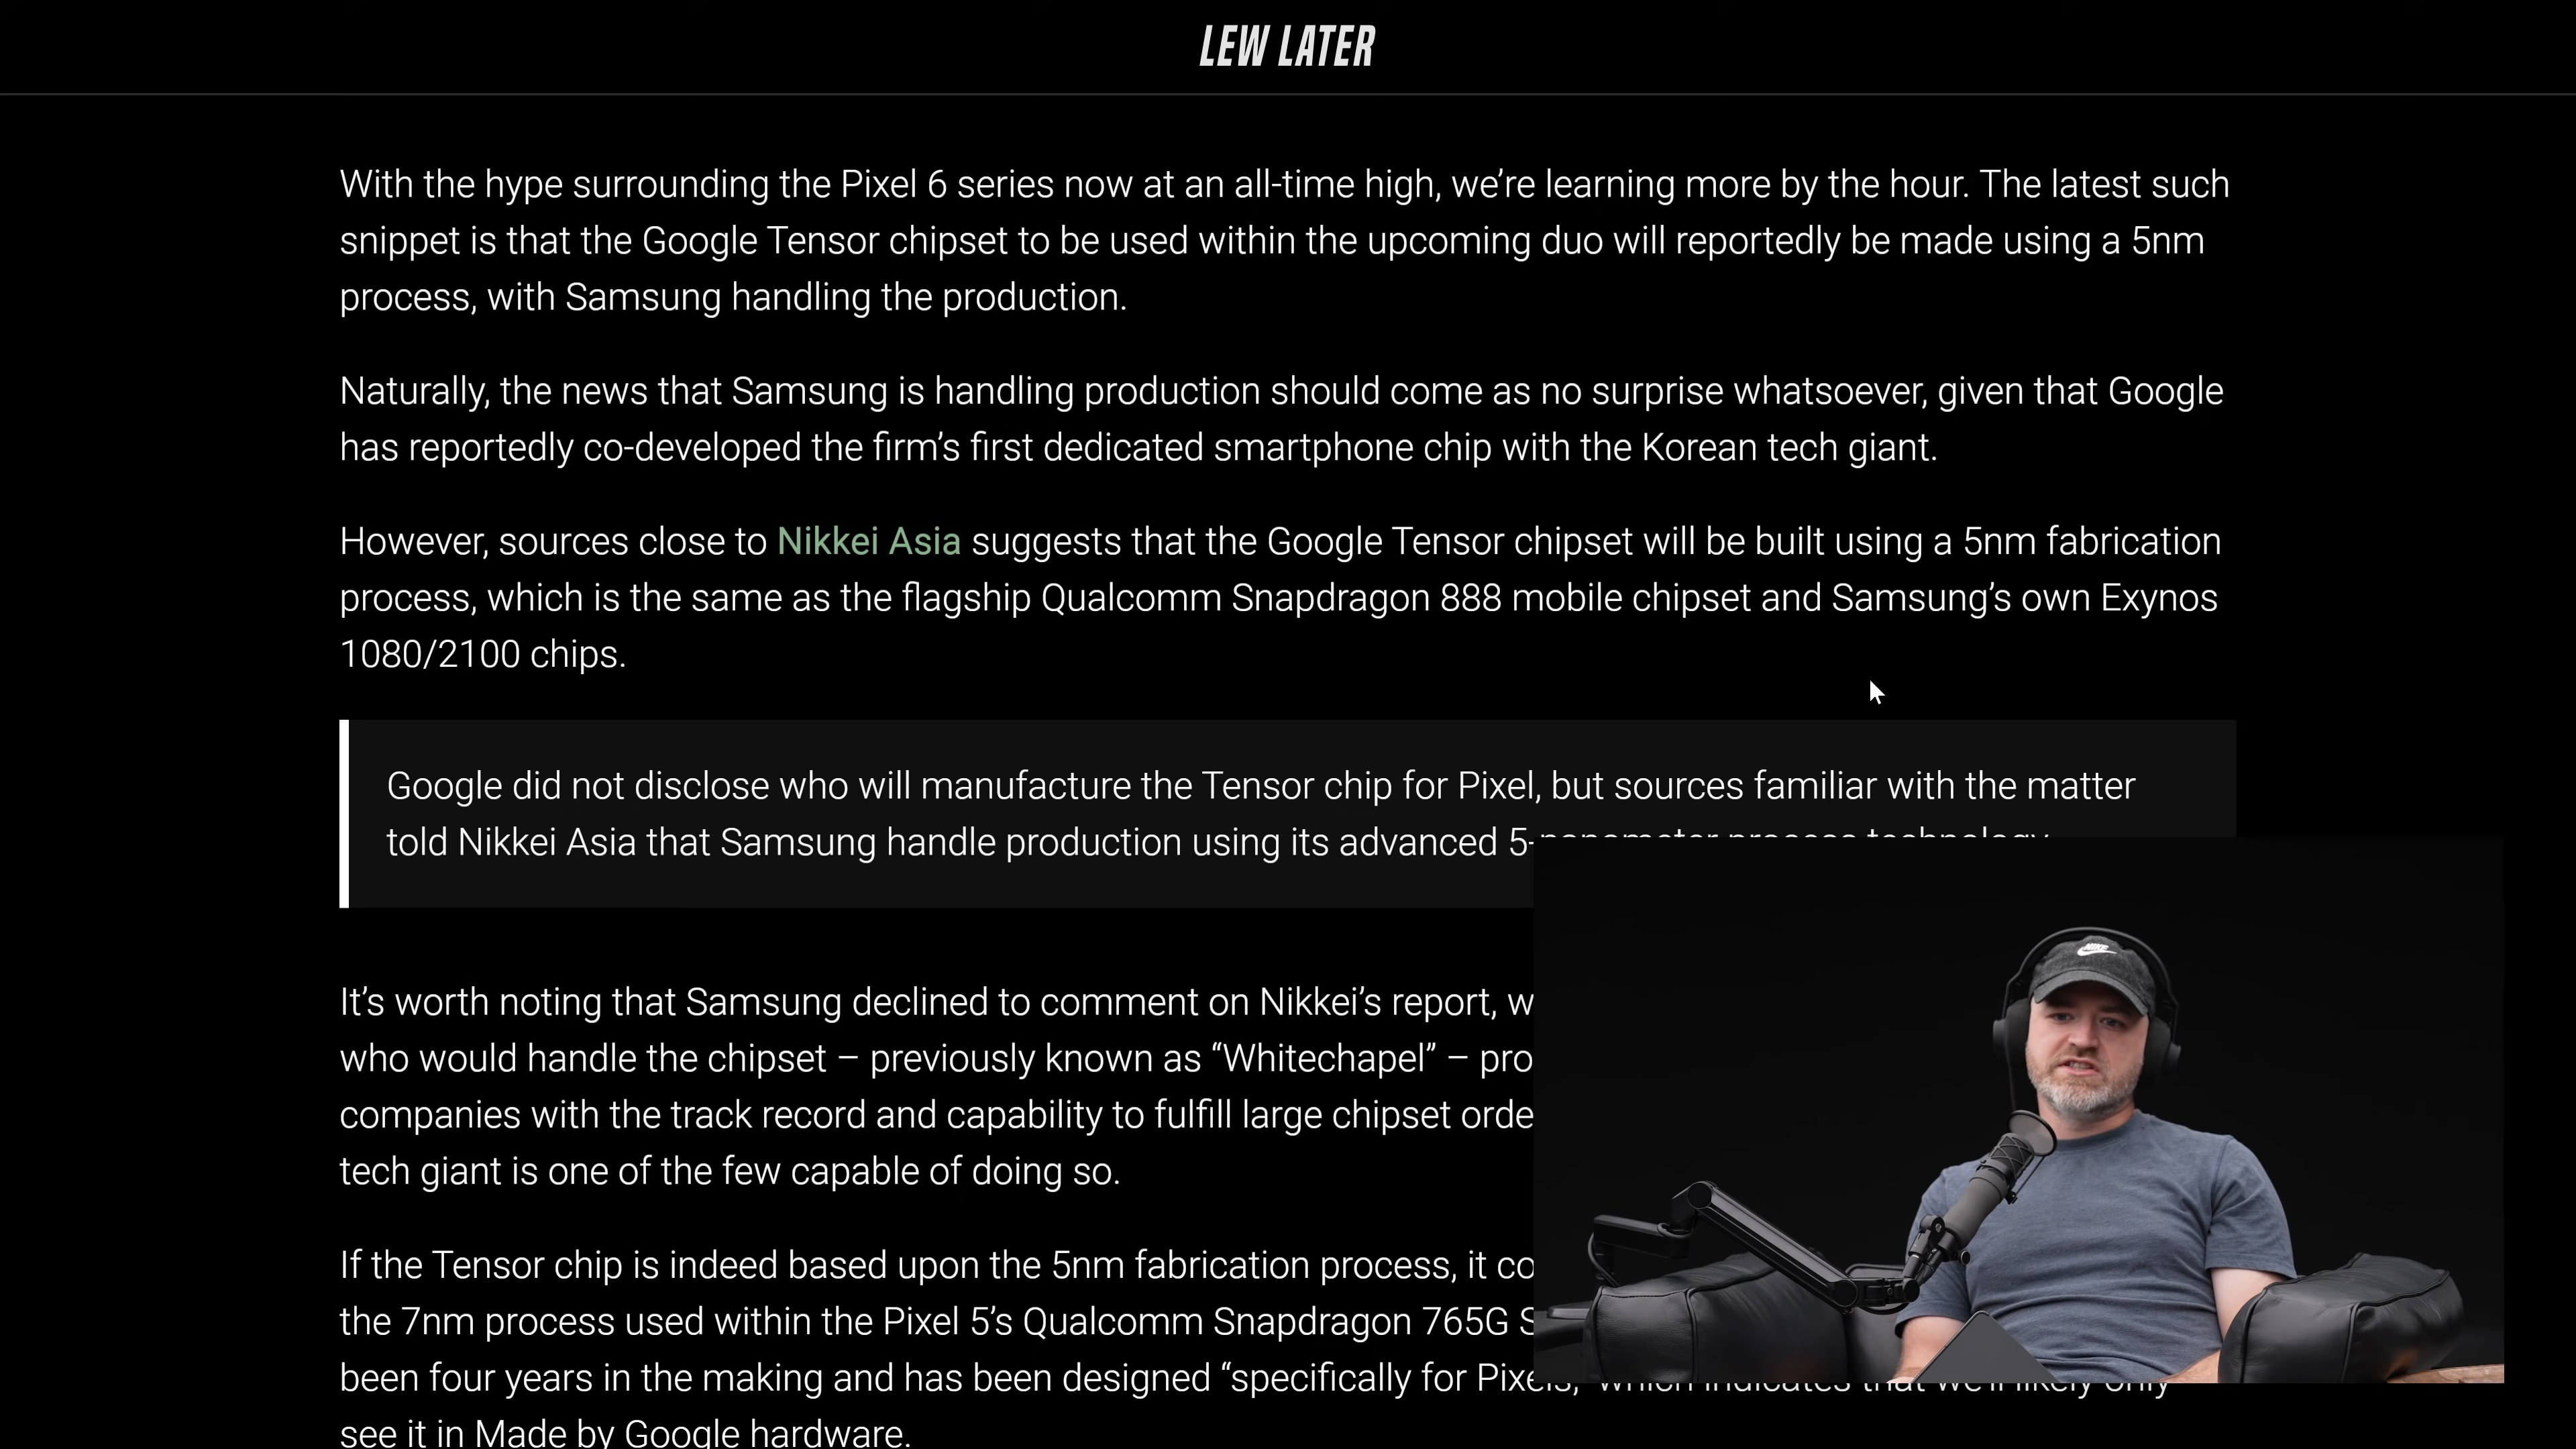 LEW LATER
With the hype surrounding the Pixel 6 series now at an all-time high, we’re learning more by the hour. The latest such
snippet is that the Google Tensor chipset to be used within the upcoming duo will reportedly be made using a 5nm
process, with Samsung handling the production.
Naturally, the news that Samsung is handling production should come as no surprise whatsoever, given that Google
has reportedly co-developed the firm’s first dedicated smartphone chip with the Korean tech giant.
However, sources close to Nikkei Asia suggests that the Google Tensor chipset will be built using a 5nm fabrication
process, which is the same as the flagship Qualcomm Snapdragon 888 mobile chipset and Samsung’s own Exynos
1080/2100 chips.
Google did not disclose who will manufacture the Tensor chip for Pixel, but sources familiar with the matter
told Nikkei Asia that Samsung handle production using its advanced 5-nanometer process technology
It’s worth noting that Samsung declined to comment on Nikkei’s report, w
who would handle the chipset – previously known as “Whitechapel” – pro
companies with the track record and capability to fulfill large chipset orde
tech giant is one of the few capable of doing so.
If the Tensor chip is indeed based upon the 5nm fabrication process, it co
the 7nm process used within the Pixel 5’s Qualcomm Snapdragon 765G S
been four years in the making and has been designed “specifically for Pixels,” which indicates that we’ll likely only
see it in Made by Google hardware.
NIKE